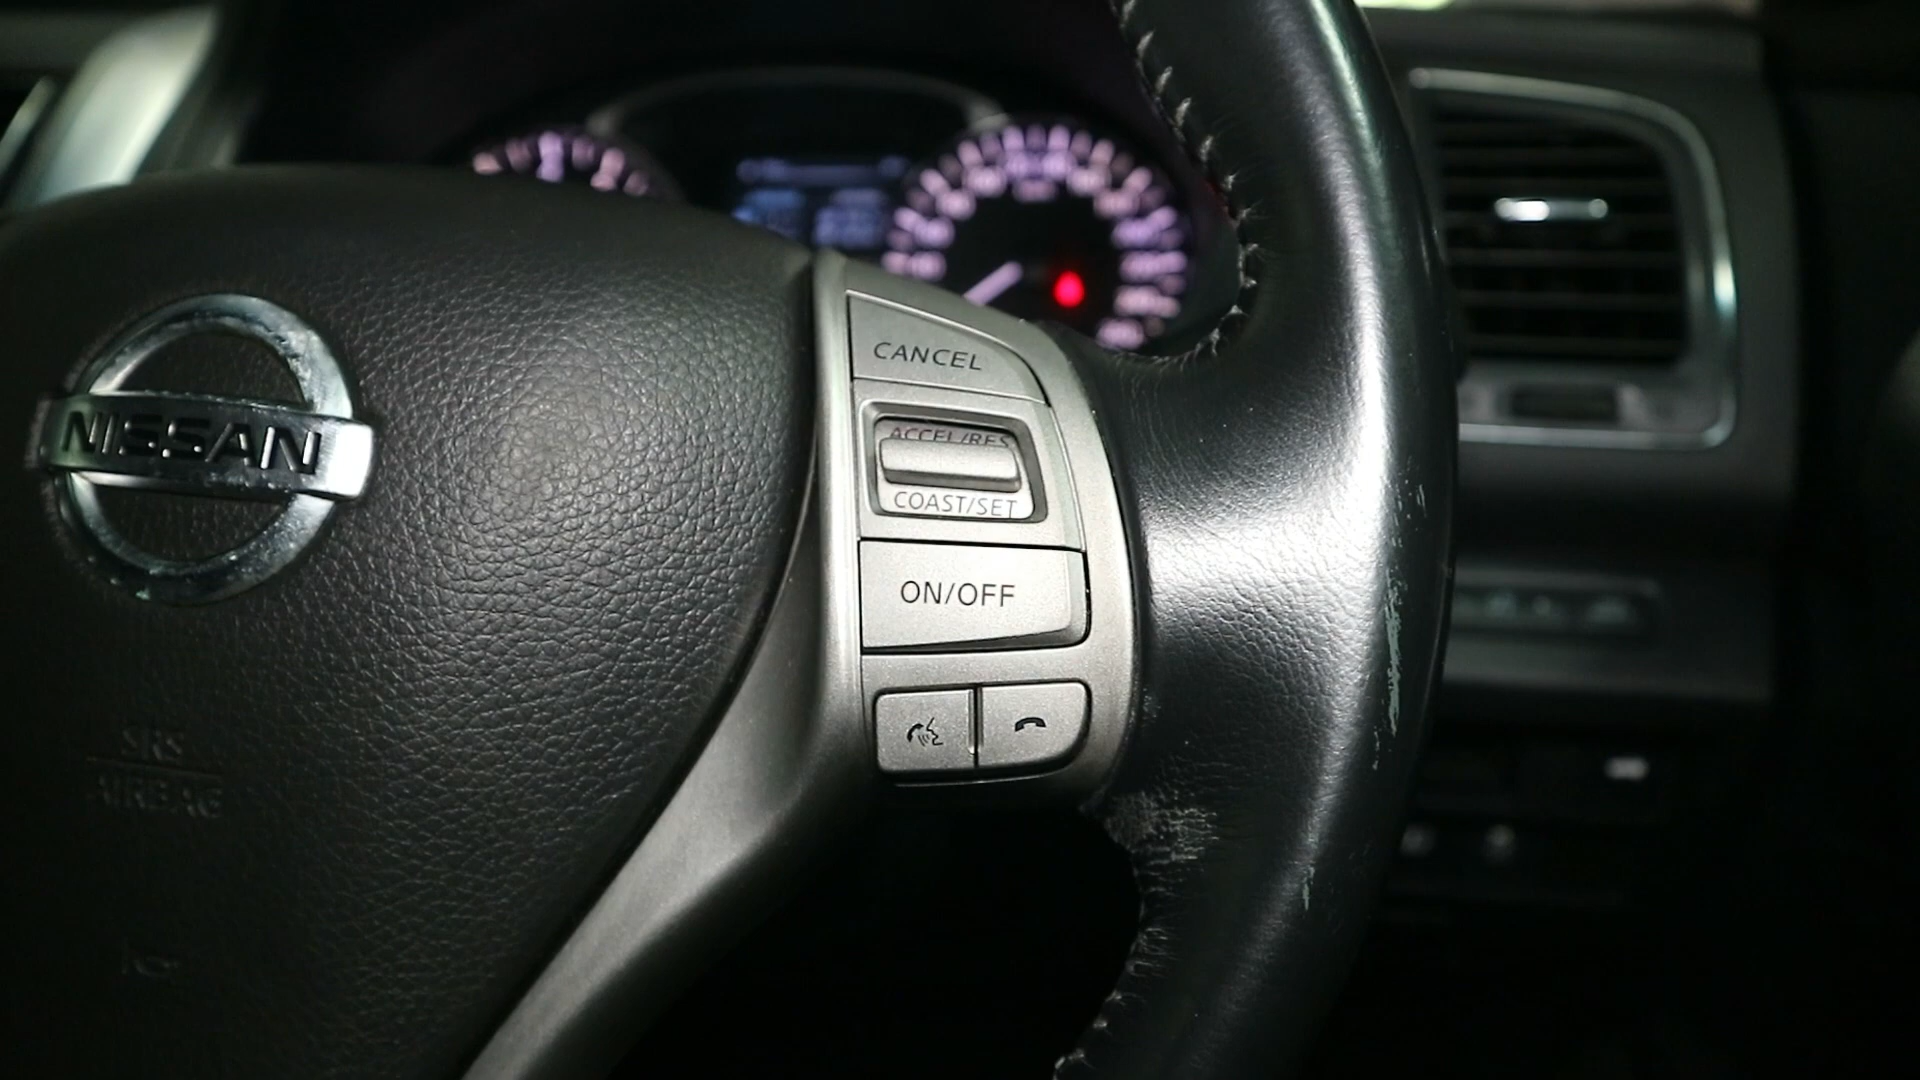 NISSAN
CANCEL
ACCEL/RES
COAST/SET
ON/OFF
SRS
AIRBAG